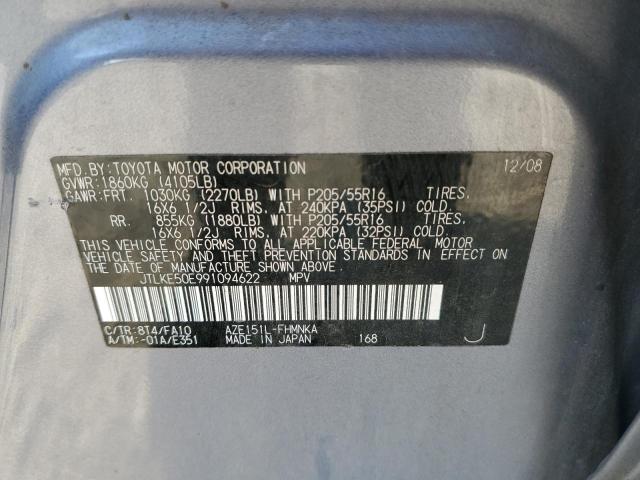 MFD.BY:TOYOTA MOTOR CORPORATION 12/08
GVWR:1860KG (4105LB)
GAWR:FRT. 1030KG (2270LB) WITH P205/55R16 TIRES,
16X6 1/2J RIMS, AT 240KPA (35PSI) COLD.
RR. 855KG (1880LB) WITH P205/55R16 TIRES,
16X6 1/2J RIMS, AT 220KPA (32PSI) COLD.
THIS VEHICLE CONFORMS TO ALL APPLICABLE FEDERAL MOTOR
VEHICLE SAFETY AND THEFT PREVENTION STANDARDS IN EFFECT ON
THE DATE OF MANUFACTURE SHOWN ABOVE.
JTLKE50E991094622 MPV
C/TR:8T4/FA10 AZE151L-FHMNKA
A/TM:-01A/E351 MADE IN JAPAN 168 J